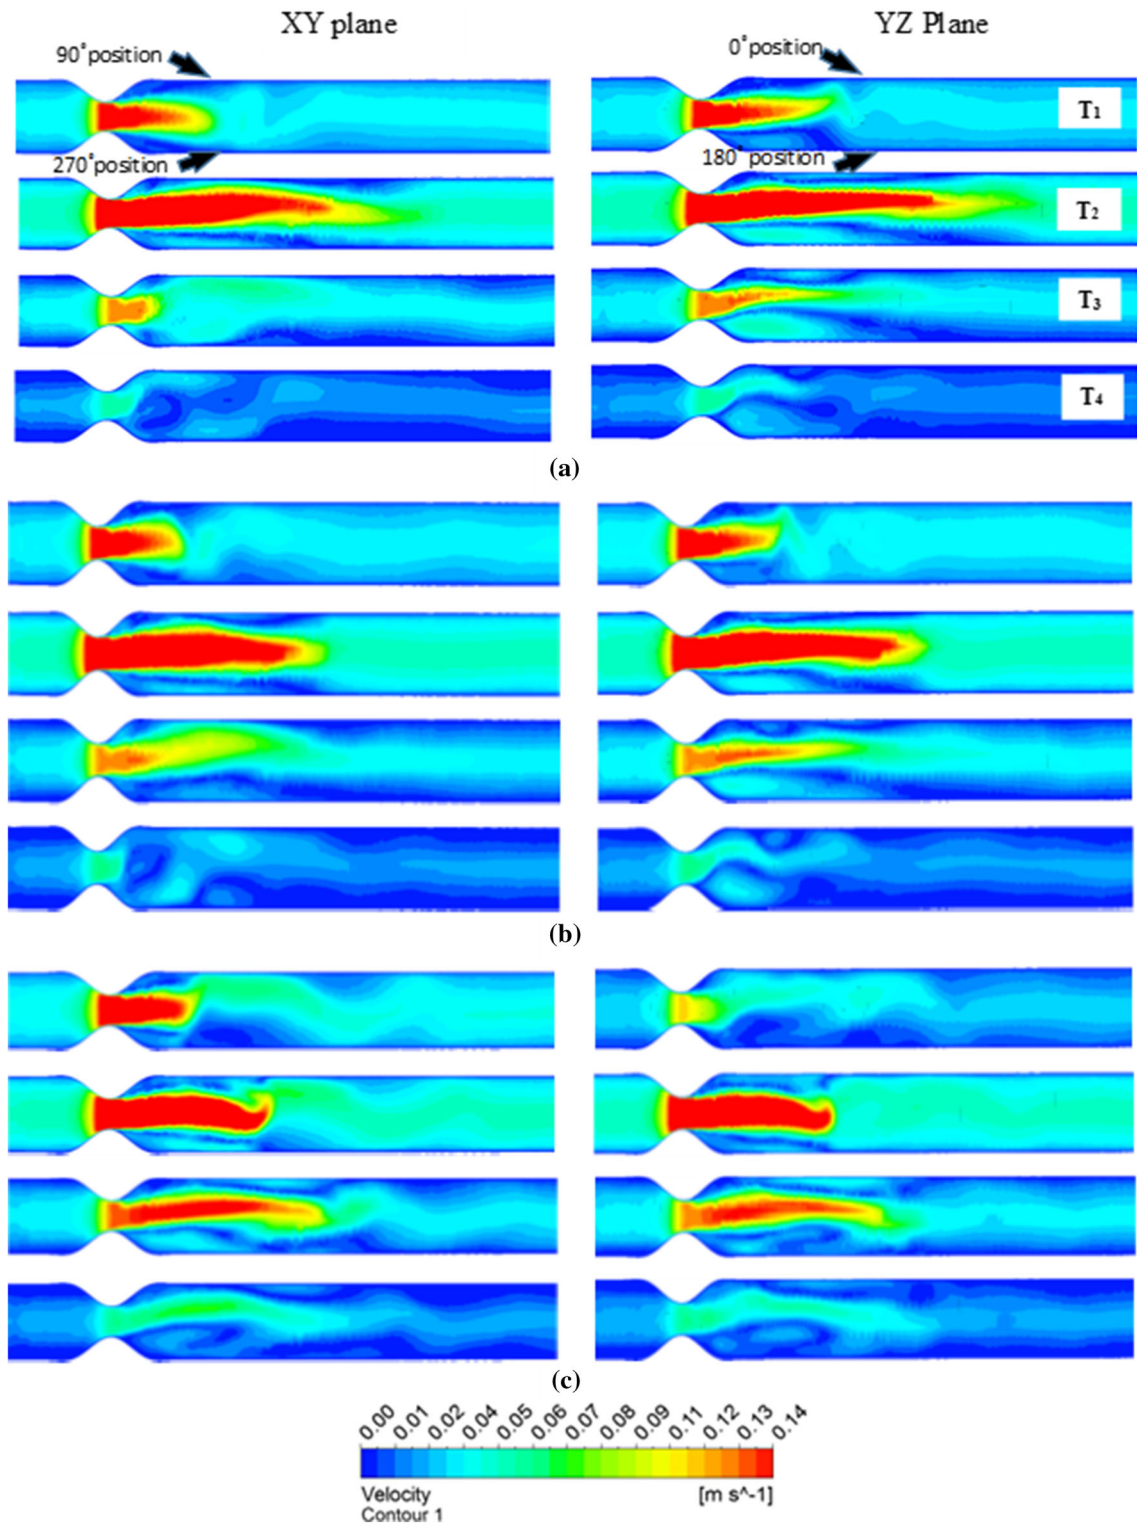 XY plane
YZ Plane
90°position
0°position
T1
270°position
180°position
T2
T3
T4
(a)
(b)
(c)
0.00 0.01 0.02 0.04 0.05 0.06 0.07 0.08 0.09 0.11 0.12 0.13 0.14
Velocity [m s^-1]
Contour 1